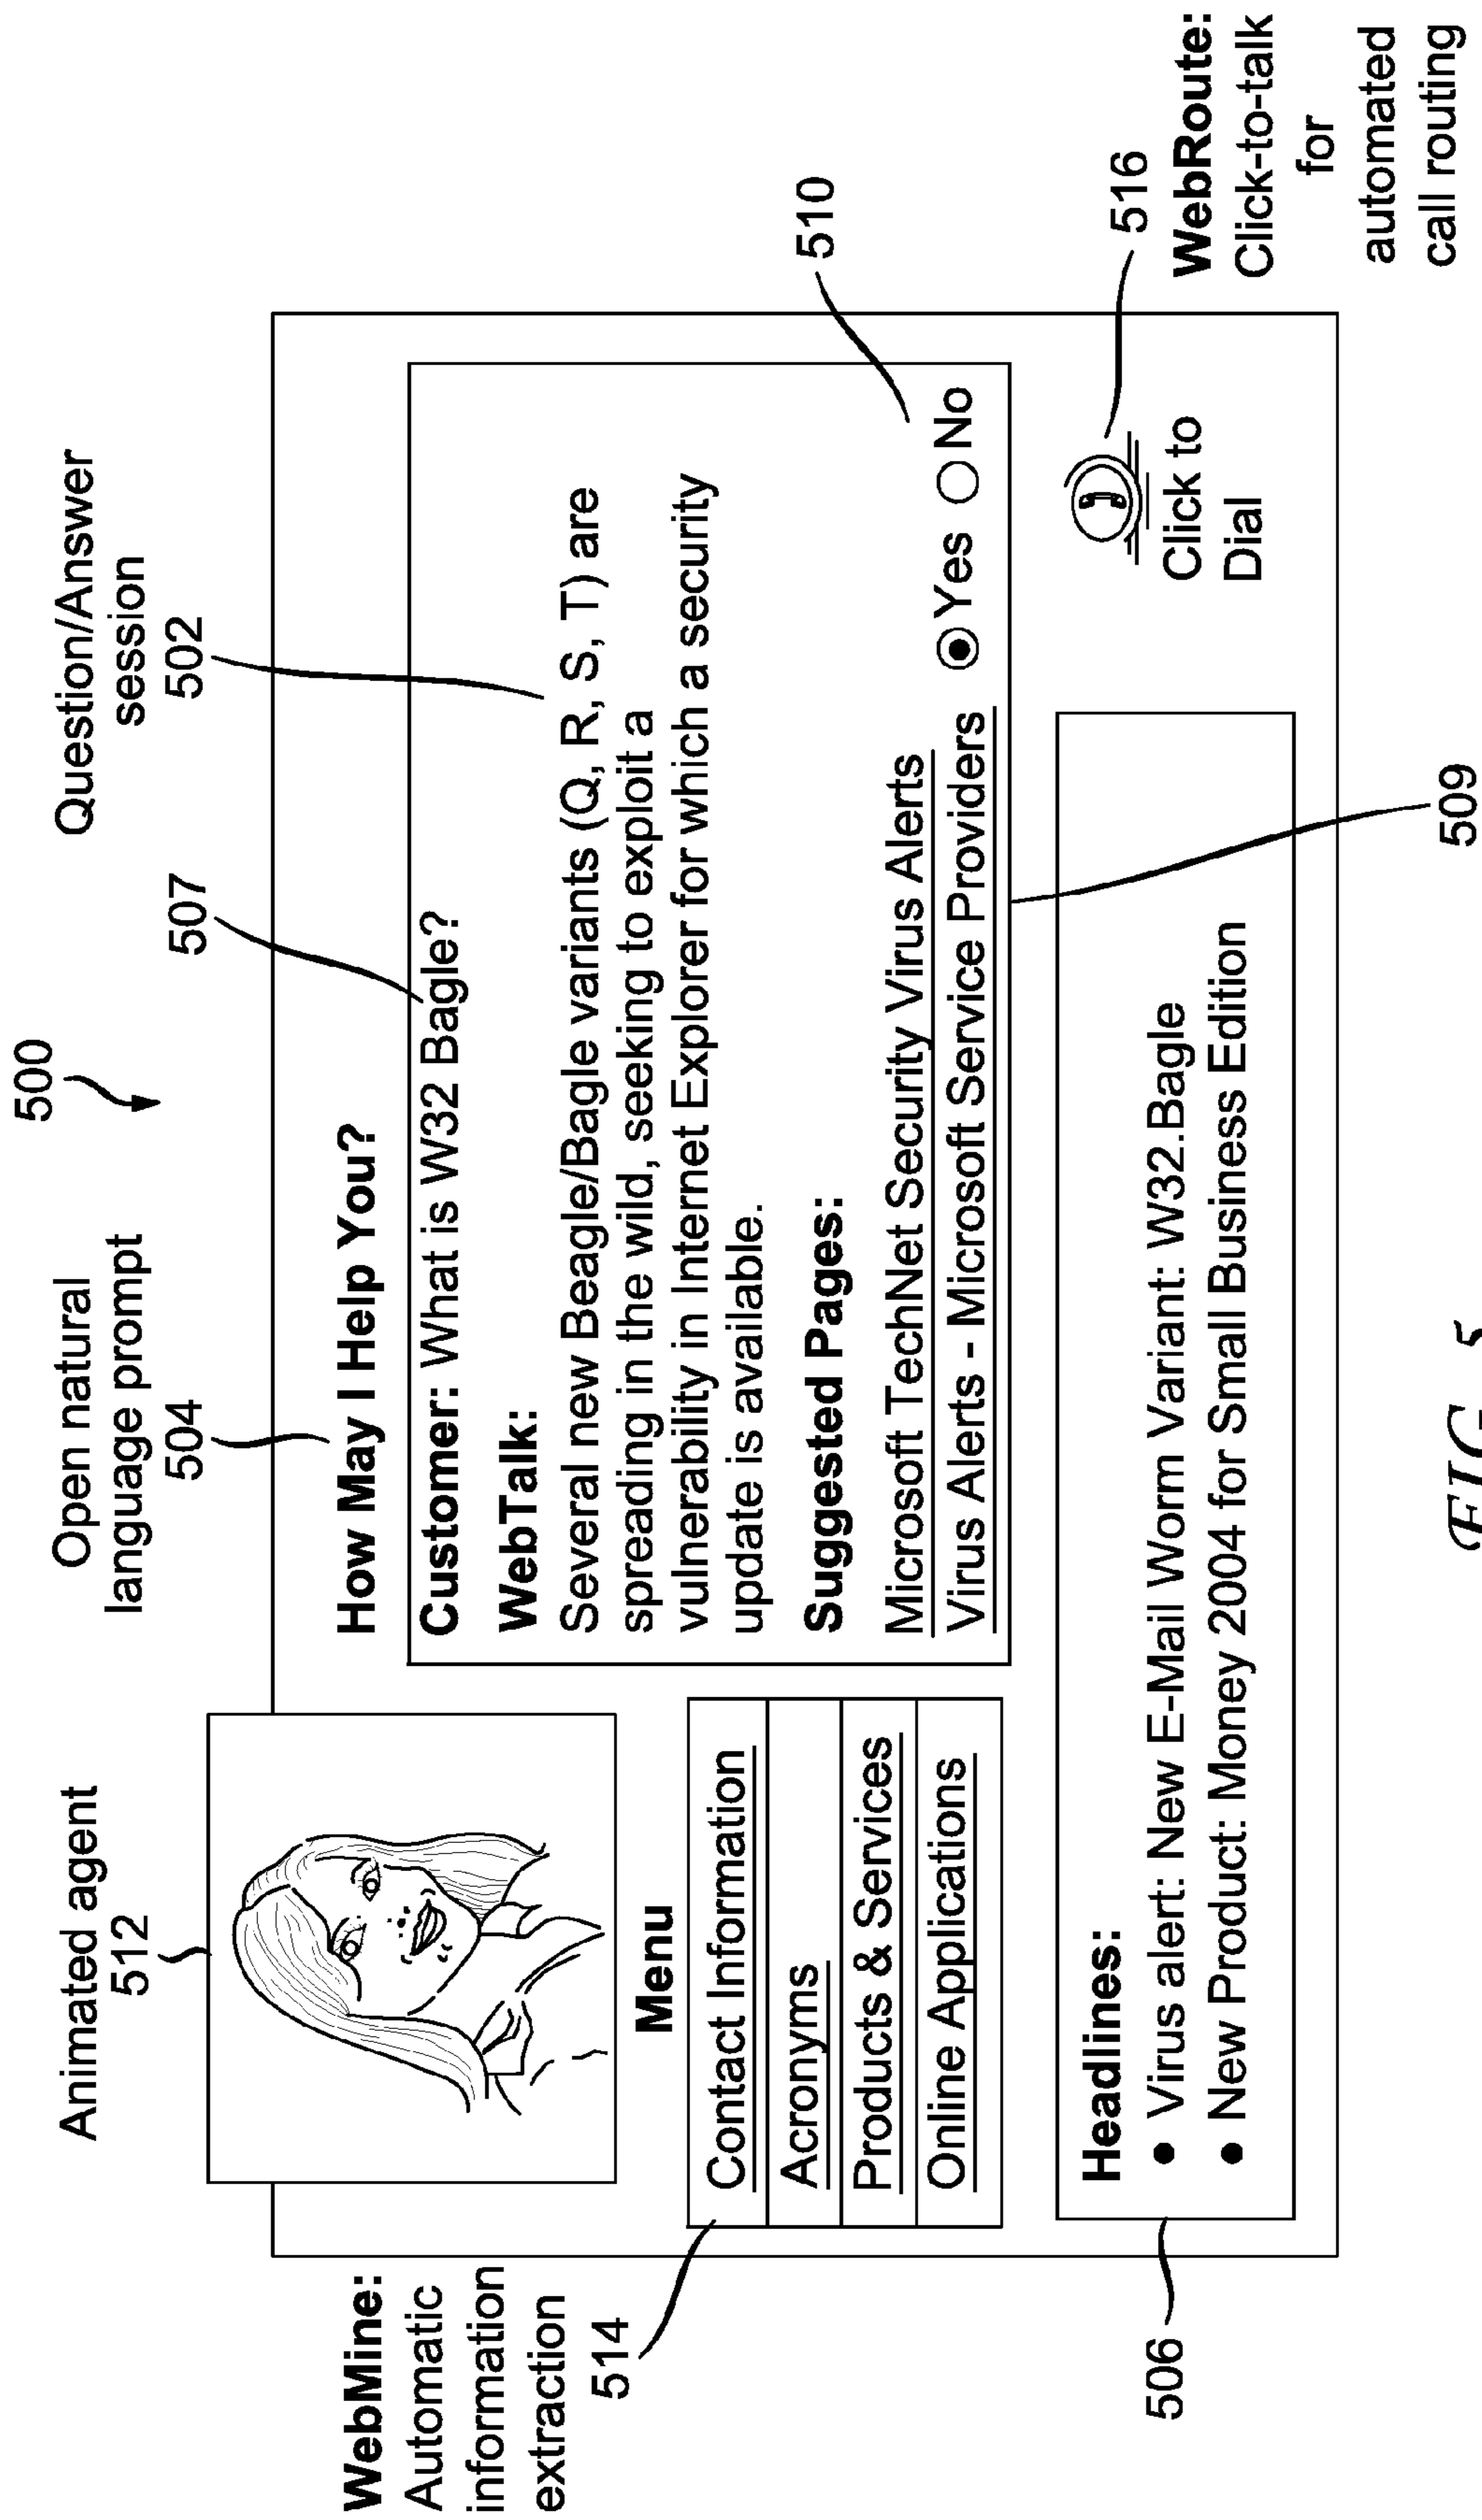 500
Animated agent
512
Open natural
language prompt
504
507
Question/Answer
session
502
WebMine:
Automatic
information
extraction
514
How May I Help You?
Customer: What is W32 Bagle?
WebTalk:
Several new Beagle/Bagle variants (Q, R, S, T) are
spreading in the wild, seeking to exploit a
vulnerability in Internet Explorer for which a security
update is available.
Suggested Pages:
Microsoft TechNet Security Virus Alerts
Virus Alerts - Microsoft Service Providers
Yes No
510
Menu
Contact Information
Acronyms
Products & Services
Online Applications
Headlines:
• Virus alert: New E-Mail Worm Variant: W32.Bagle
• New Product: Money 2004 for Small Business Edition
506
Click to
Dial
516
WebRoute:
Click-to-talk
for
automated
call routing
509
FIG. 5